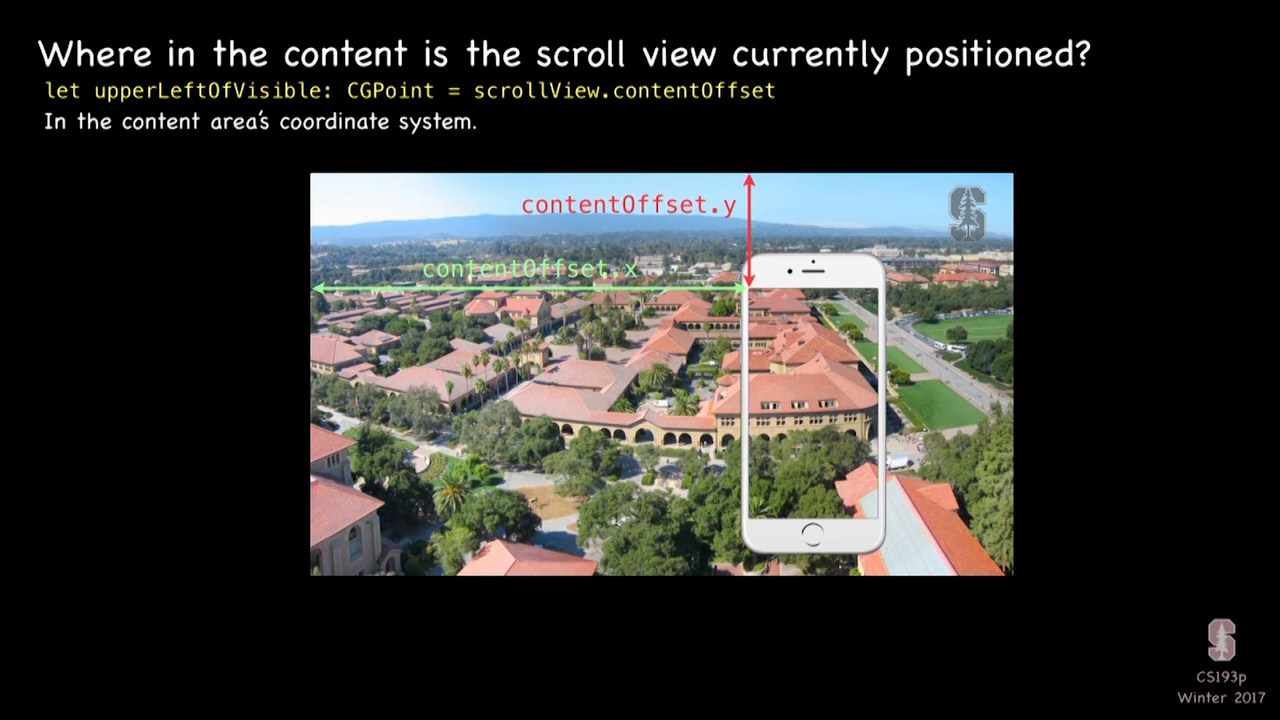 Where in the content is the scroll view currently positioned?
let upperLeftOfVisible: CGPoint = scrollView.contentOffset
In the content area's coordinate system.
contentOffset.y
contentOffset.x
CS193p
Winter 2017